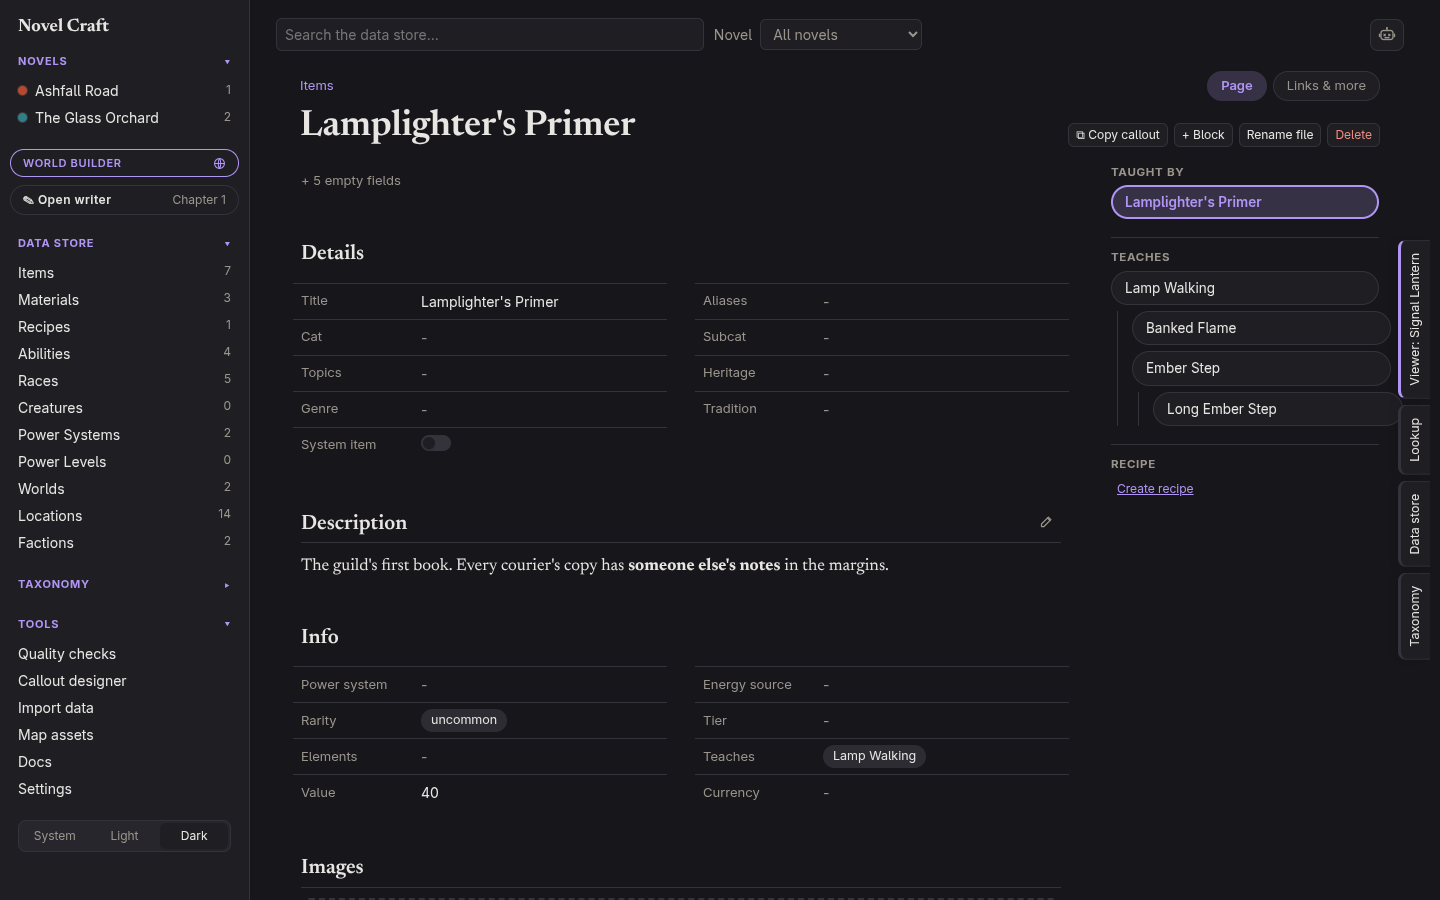 Novel Craft
NOVELS
Ashfall Road 1
The Glass Orchard 2
WORLD BUILDER
Open writer Chapter 1
DATA STORE
Items 7
Materials 3
Recipes 1
Abilities 4
Races 5
Creatures 0
Power Systems 2
Power Levels 0
Worlds 2
Locations 14
Factions 2
TAXONOMY
TOOLS
Quality checks
Callout designer
Import data
Map assets
Docs
Settings
System Light Dark
Search the data store... Novel All novels
Items
Page Links & more
Lamplighter's Primer
Copy callout + Block Rename file Delete
+ 5 empty fields
Details
Title Lamplighter's Primer Aliases -
Cat - Subcat -
Topics - Heritage -
Genre - Tradition -
System item
Description
The guild's first book. Every courier's copy has someone else's notes in the margins.
Info
Power system - Energy source -
Rarity uncommon Tier -
Elements - Teaches Lamp Walking
Value 40 Currency -
Images
TAUGHT BY
Lamplighter's Primer
TEACHES
Lamp Walking
Banked Flame
Ember Step
Long Ember Step
RECIPE
Create recipe
Viewer: Signal Lantern
Lookup
Data store
Taxonomy